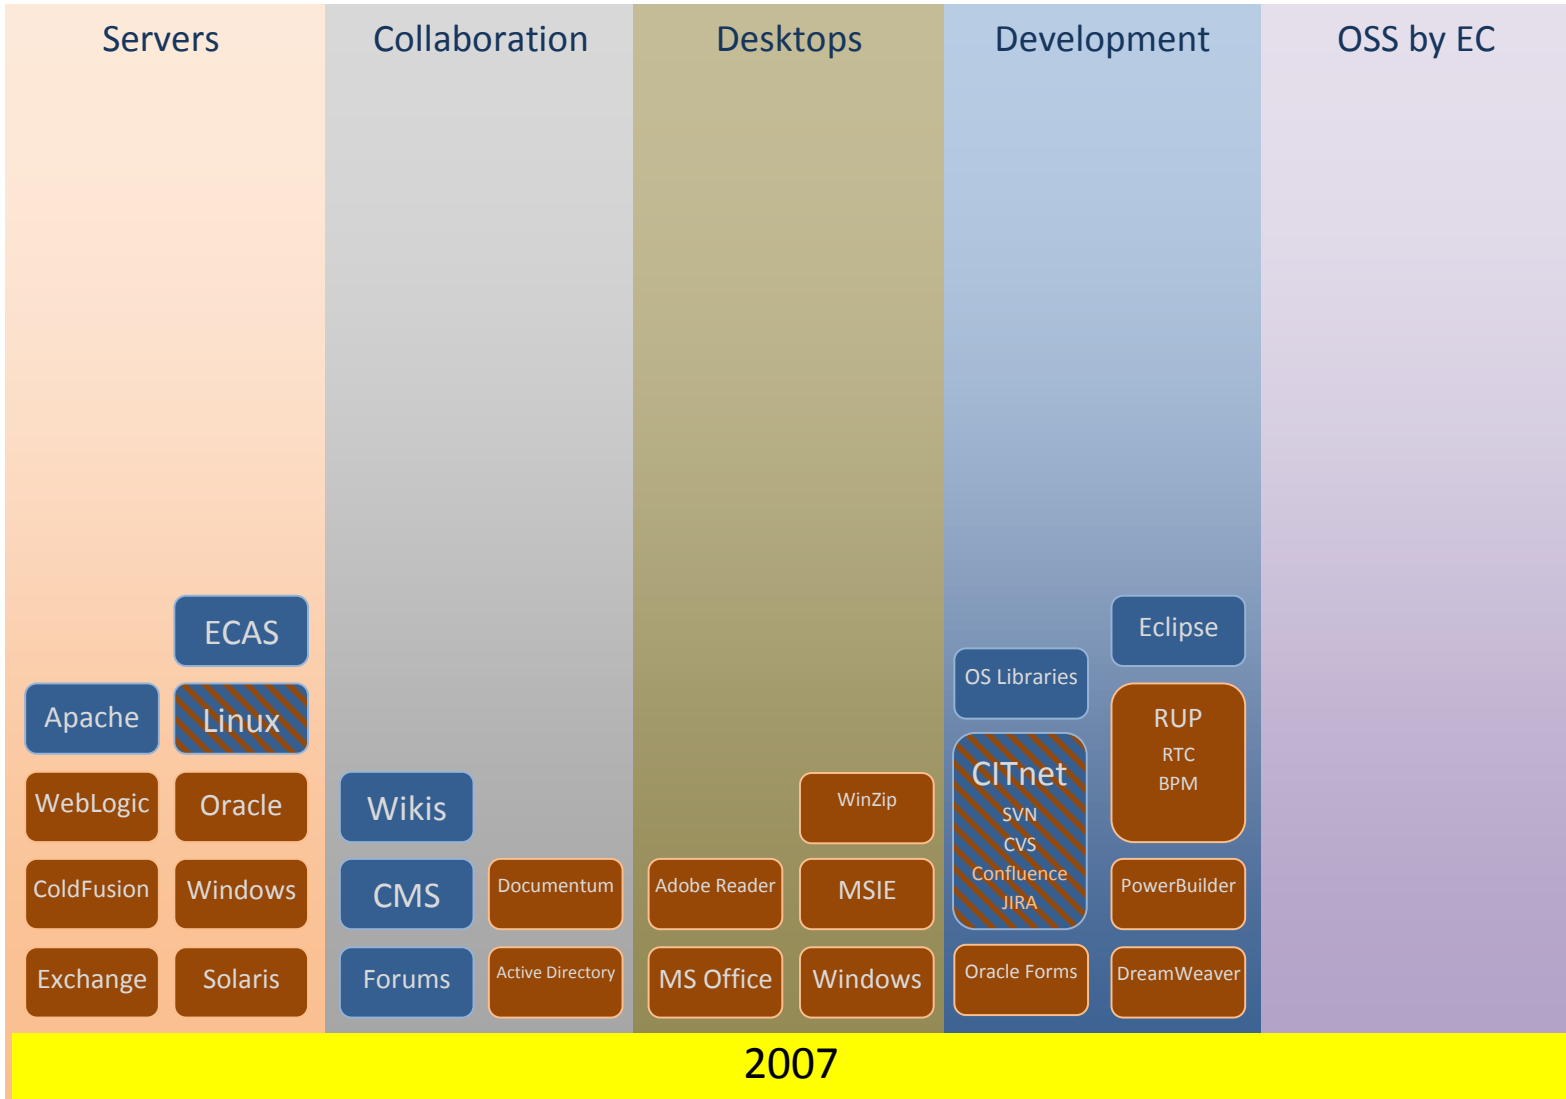 Servers
Collaboration
Desktops
Development
OSS by EC
ECAS
Apache
Linux
WebLogic
Oracle
ColdFusion
Windows
Exchange
Solaris
Wikis
CMS
Documentum
Forums
Active Directory
WinZip
Adobe Reader
MSIE
MS Office
Windows
Eclipse
OS Libraries
RUP
RTC
BPM
CITnet
SVN
CVS
Confluence
JIRA
PowerBuilder
Oracle Forms
DreamWeaver
2007